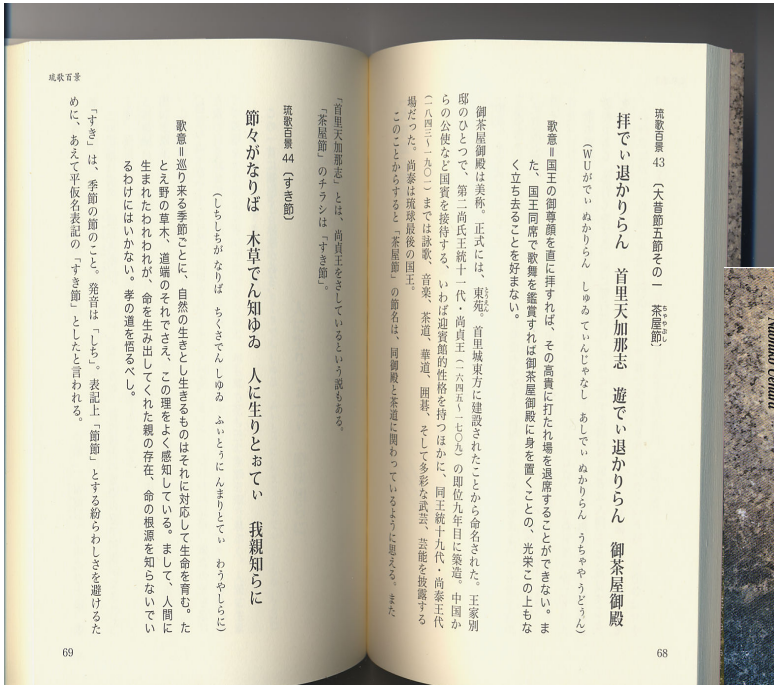 琉歌百景 43 〔大昔節五節その一 茶屋節〕
ちゃやぶし
拝でぃ退かりらん 首里天加那志 遊でぃ退かりらん 御茶屋御殿
(WUがでぃ ぬかりらん しゅゐ てぃんじゃなし あしでぃ ぬかりらん うちゃや うどぅん)
歌意=国王の御尊顔を直に拝すれば、その高貴に打たれ場を退席することができない。ま
た、国王同席で歌舞を鑑賞すれば御茶屋御殿に身を置くことの、光栄この上もな
く立ち去ることを好まない。
御茶屋御殿は美称。正式には、東苑。首里城東方に建設されたことから命名された。王家別
とうえん
邸のひとつで、第二尚氏王統十一代・尚貞王(一六四五~一七〇九)の即位九年目に築造。中国か
らの公使など国賓を接待する、いわば迎賓館的性格を持つほかに、同王統十九代・尚泰王代
(一八四三~一九〇一)までは詠歌、音楽、茶道、華道、囲碁、そして多彩な武芸、芸能を披露する
場だった。尚泰は琉球最後の国王。
このことからすると「茶屋節」の節名は、同御殿と茶道に関わっているように思える。また
68
「首里天加那志」とは、尚貞王をさしているという説もある。
「茶屋節」のチラシは「すき節」。
琉歌百景 44 〔すき節〕
節々がなりば 木草でん知ゆゐ 人に生りとぉてぃ 我親知らに
(しちしちが なりば ちくさでん しゆゐ ふぃとぅに んまりとてぃ わうやしらに)
歌意=巡り来る季節ごとに、自然の生きとし生きるものはそれに対応して生命を育む。た
とえ野の草木、道端のそれでさえ、この理をよく感知している。まして、人間に
生まれたわれわれが、命を生み出してくれた親の存在、命の根源を知らないでい
るわけにはいかない。孝の道を悟るべし。
「すき」は、季節の節のこと。発音は「しち」。表記上「節節」とする紛らわしさを避けるた
めに、あえて平仮名表記の「すき節」としたと言われる。
琉歌百景
69